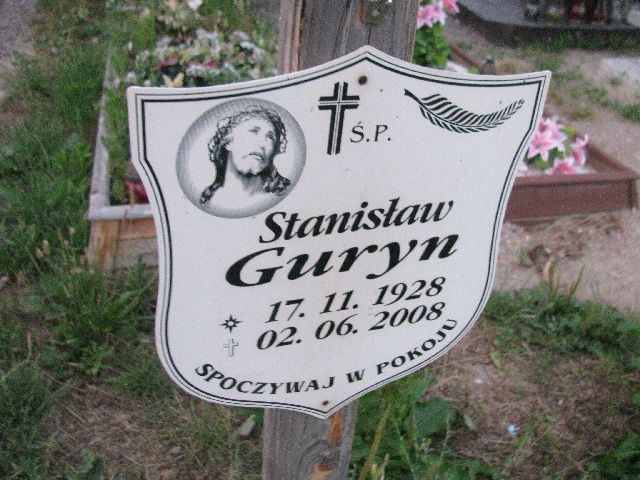 Ś.P.
Stanisław
Guryn
17. 11. 1928
02. 06. 2008
SPOCZYWAJ W POKOJU